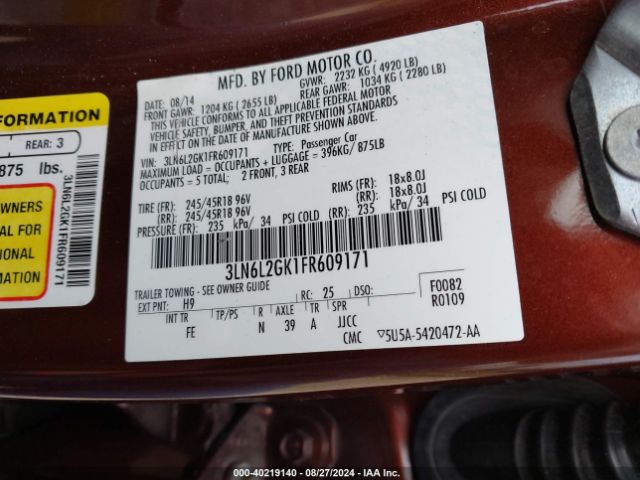 MFD. BY FORD MOTOR CO.
DATE: 08/14 GVWR: 2232 KG ( 4920 LB)
FRONT GAWR: 1204 KG ( 2655 LB) REAR GAWR: 1034 KG ( 2280 LB)
THIS VEHICLE CONFORMS TO ALL APPLICABLE FEDERAL MOTOR
VEHICLE SAFETY, BUMPER, AND THEFT PREVENTION STANDARDS
IN EFFECT ON THE DATE OF MANUFACTURE SHOWN ABOVE.
VIN: 3LN6L2GK1FR609171 TYPE: Passenger Car
MAXIMUM LOAD = OCCUPANTS + LUGGAGE = 396KG/ 875LB
OCCUPANTS = 5 TOTAL; 2 FRONT, 3 REAR
TIRE (FR): 245/45R18 96V RIMS (FR): 18x8.0J
(RR): 245/45R18 96V (RR): 18x8.0J
PRESSURE (FR): 235 kPa/ 34 PSI COLD (RR): 235 kPa/ 34 PSI COLD
3LN6L2GK1FR609171
TRAILER TOWING - SEE OWNER GUIDE
EXT PNT: H9 RC: 25 DSO: F0082
R0109
INT TR TP/PS R AXLE TR SPR
FE N 39 A JJCC
CMC ▽5U5A-5420472-AA
FORMATION
REAR: 3
875 lbs.
OWNERS
AL FOR
IONAL
MATION
3LN6L2GK1FR609171
000-40219140 - 08/27/2024 - IAA Inc.